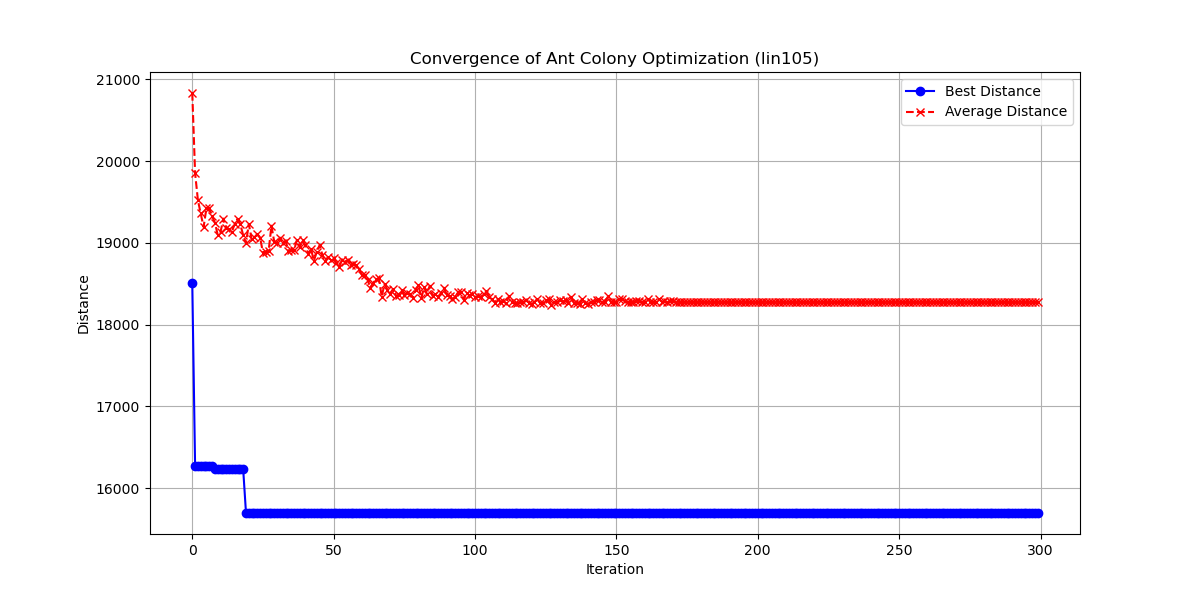 Convergence of Ant Colony Optimization (lin105)
Best Distance
Average Distance
21000
20000
19000
18000
17000
16000
Distance
0 50 100 150 200 250 300
Iteration